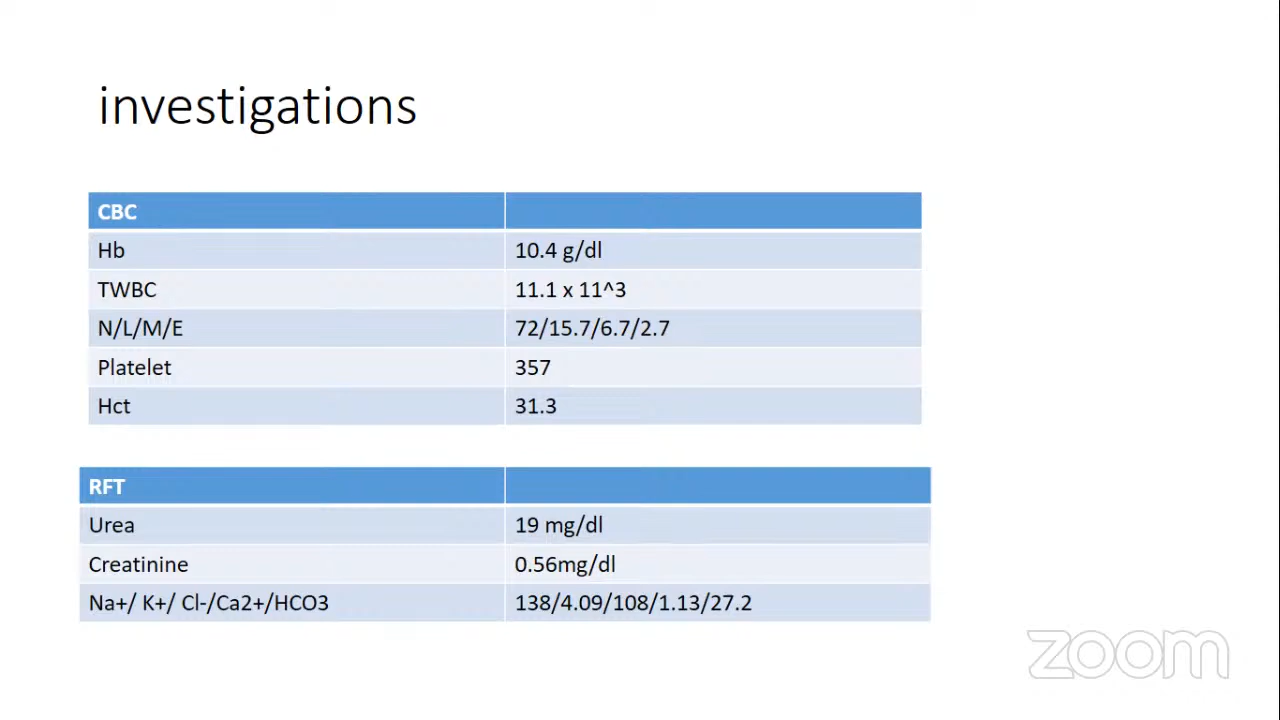 investigations
CBC
Hb 10.4 g/dl
TWBC 11.1 x 11^3
N/L/M/E 72/15.7/6.7/2.7
Platelet 357
Hct 31.3
RFT
Urea 19 mg/dl
Creatinine 0.56mg/dl
Na+/ K+/ Cl-/Ca2+/HCO3 138/4.09/108/1.13/27.2
zoom